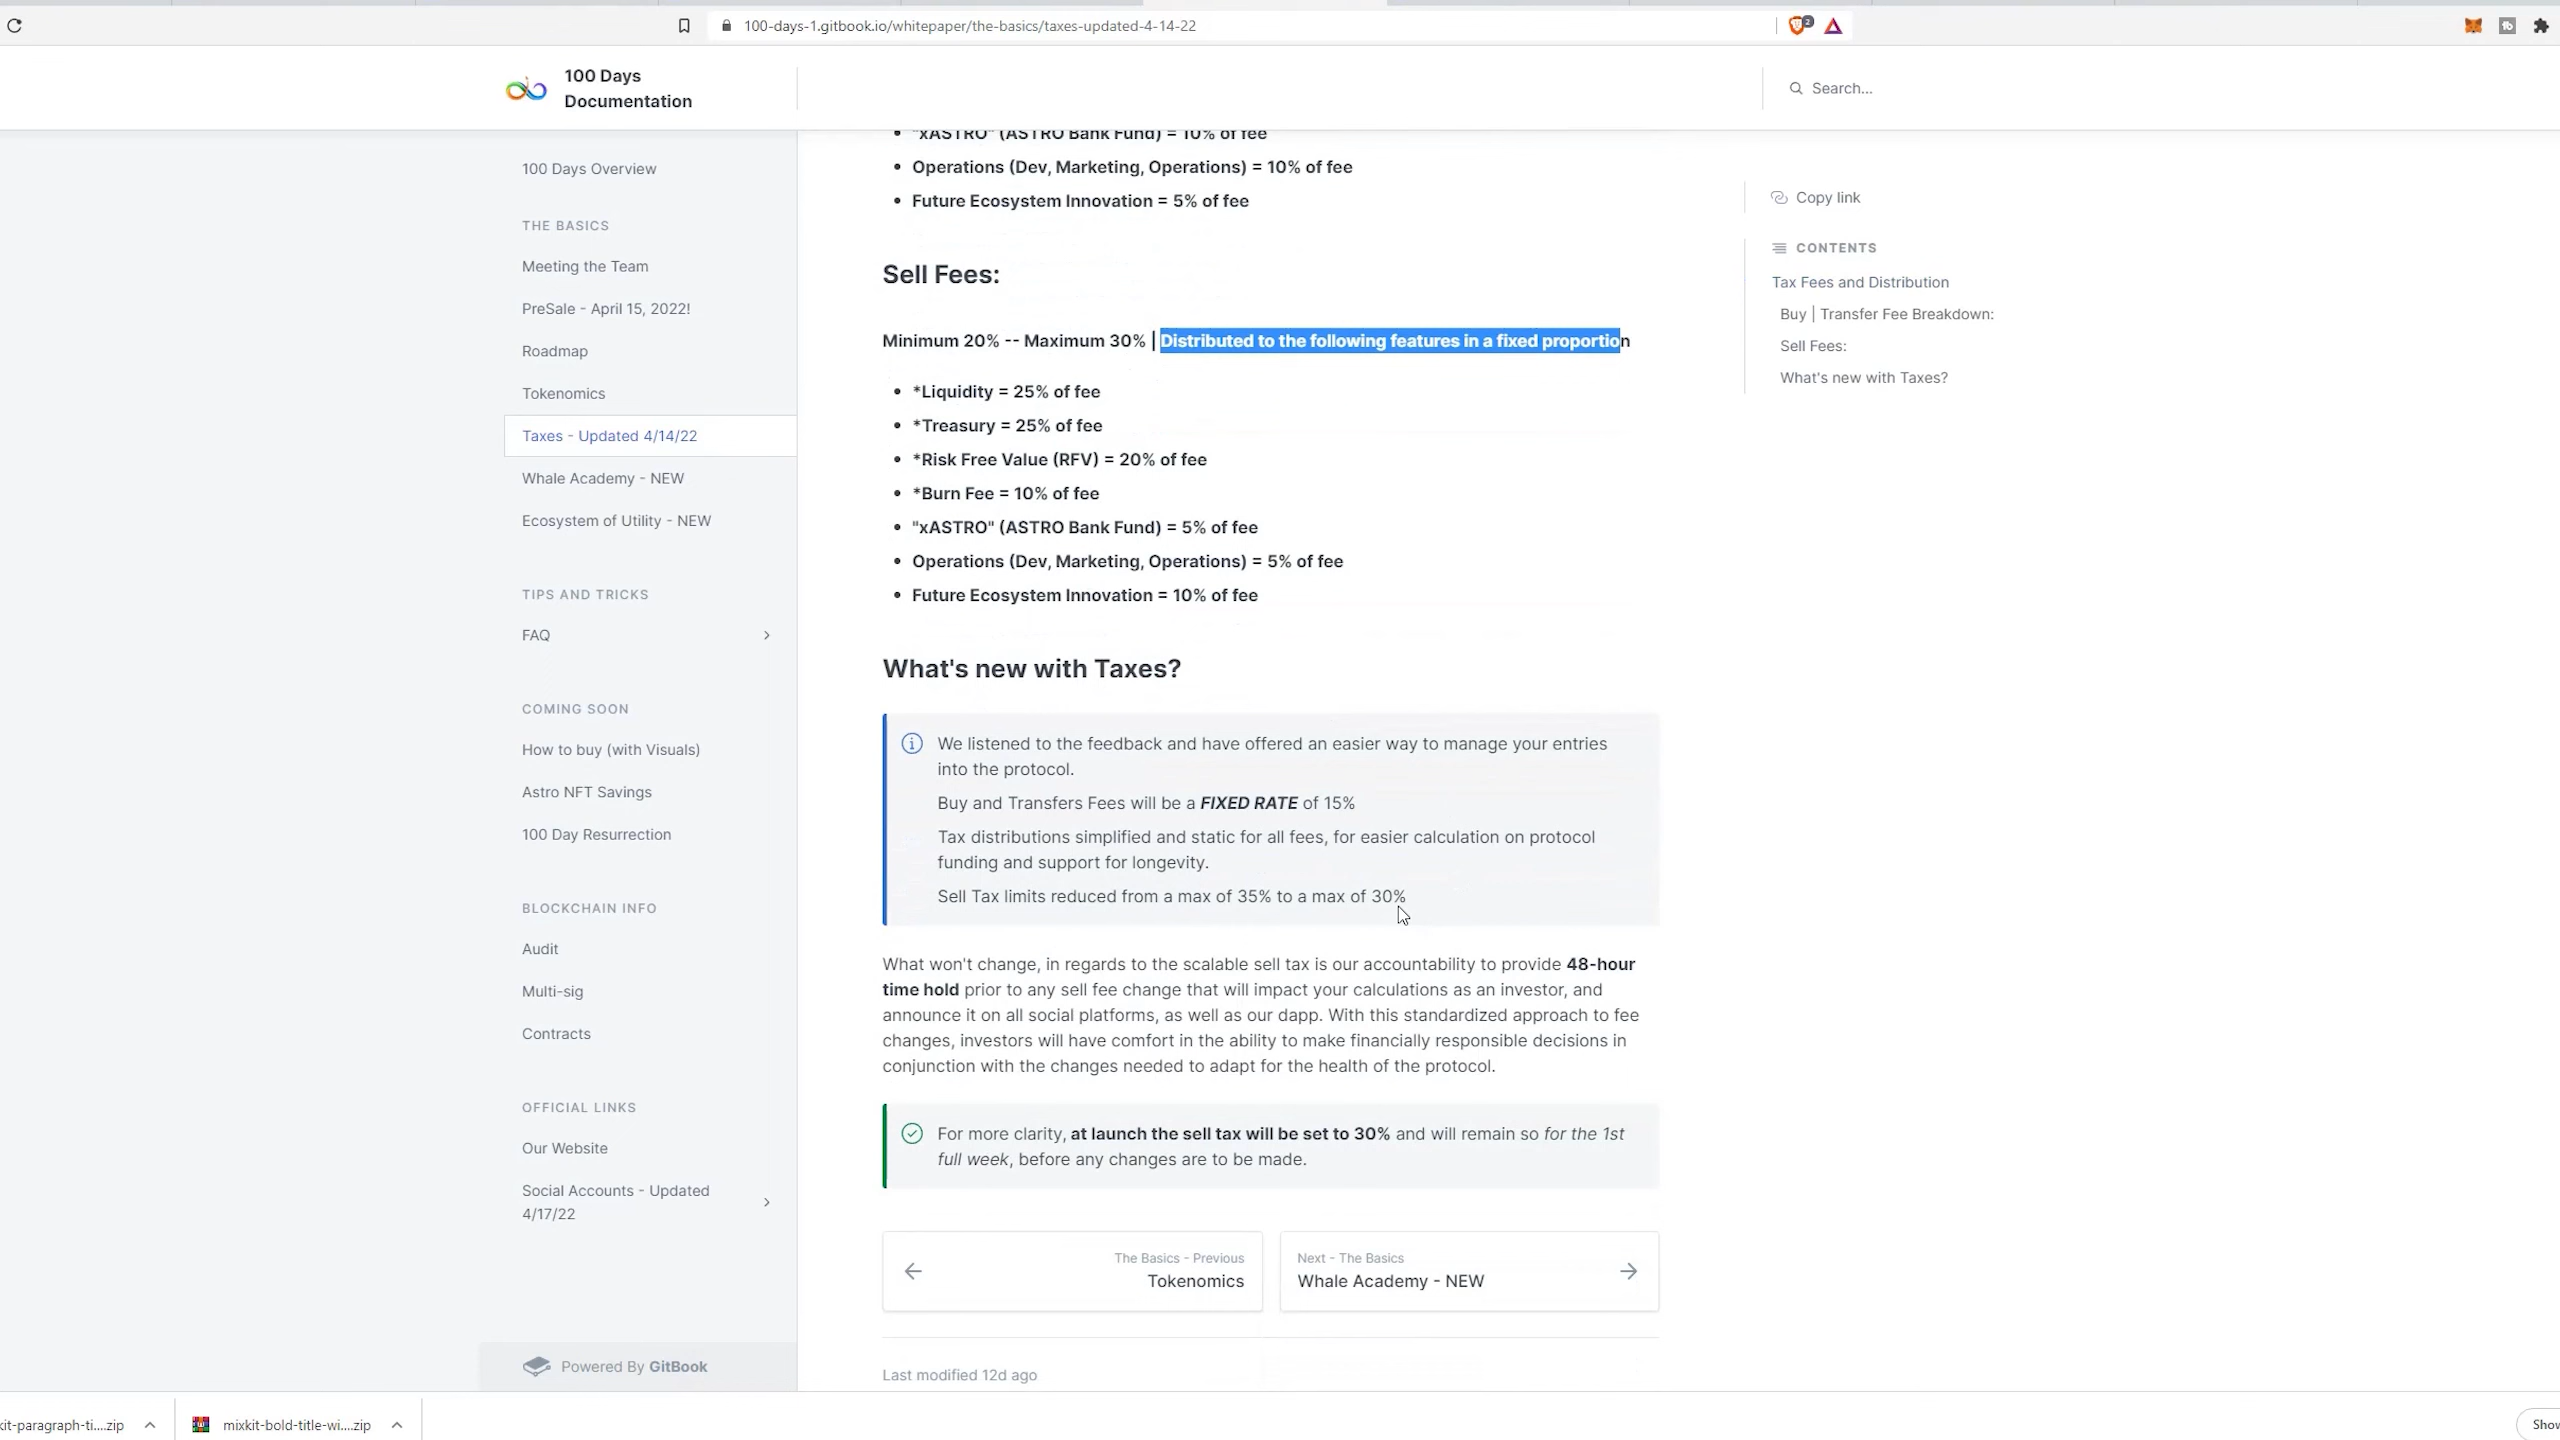 100-days-1.gitbook.io/whitepaper/the-basics/taxes-updated-4-14-22
2
100 Days
Documentation
Search...
100 Days Overview
THE BASICS
Meeting the Team
PreSale - April 15, 2022!
Roadmap
Tokenomics
Taxes - Updated 4/14/22
Whale Academy - NEW
Ecosystem of Utility - NEW
TIPS AND TRICKS
FAQ
COMING SOON
How to buy (with Visuals)
Astro NFT Savings
100 Day Resurrection
BLOCKCHAIN INFO
Audit
Multi-sig
Contracts
OFFICIAL LINKS
Our Website
Social Accounts - Updated
4/17/22
Powered By GitBook
• "xASTRO" (ASTRO Bank Fund) = 10% of fee
• Operations (Dev, Marketing, Operations) = 10% of fee
• Future Ecosystem Innovation = 5% of fee
Sell Fees:
Minimum 20% -- Maximum 30% | Distributed to the following features in a fixed proportion
• *Liquidity = 25% of fee
• *Treasury = 25% of fee
• *Risk Free Value (RFV) = 20% of fee
• *Burn Fee = 10% of fee
• "xASTRO" (ASTRO Bank Fund) = 5% of fee
• Operations (Dev, Marketing, Operations) = 5% of fee
• Future Ecosystem Innovation = 10% of fee
What's new with Taxes?
We listened to the feedback and have offered an easier way to manage your entries
into the protocol.
Buy and Transfers Fees will be a FIXED RATE of 15%
Tax distributions simplified and static for all fees, for easier calculation on protocol
funding and support for longevity.
Sell Tax limits reduced from a max of 35% to a max of 30%
What won't change, in regards to the scalable sell tax is our accountability to provide 48-hour
time hold prior to any sell fee change that will impact your calculations as an investor, and
announce it on all social platforms, as well as our dapp. With this standardized approach to fee
changes, investors will have comfort in the ability to make financially responsible decisions in
conjunction with the changes needed to adapt for the health of the protocol.
For more clarity, at launch the sell tax will be set to 30% and will remain so for the 1st
full week, before any changes are to be made.
The Basics - Previous
Tokenomics
Next - The Basics
Whale Academy - NEW
Last modified 12d ago
Copy link
CONTENTS
Tax Fees and Distribution
Buy | Transfer Fee Breakdown:
Sell Fees:
What's new with Taxes?
kit-paragraph-ti....zip
mixkit-bold-title-wi....zip
Show